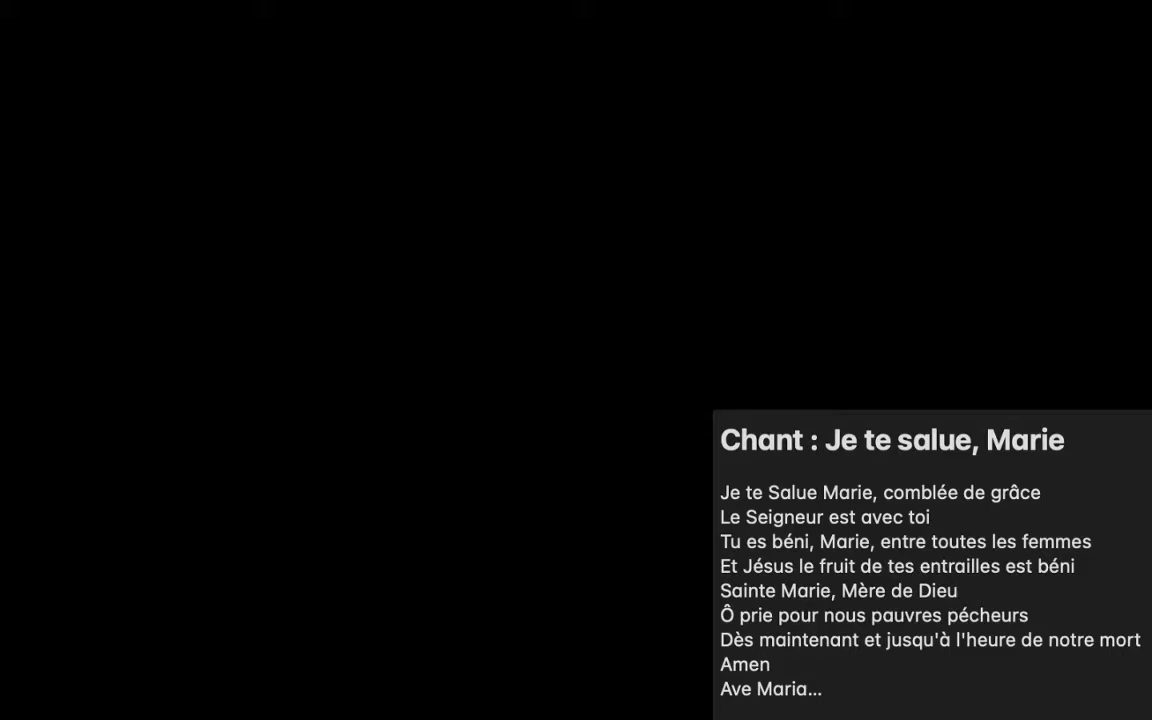 Chant : Je te salue, Marie
Je te Salue Marie, comblée de grâce
Le Seigneur est avec toi
Tu es béni, Marie, entre toutes les femmes
Et Jésus le fruit de tes entrailles est béni
Sainte Marie, Mère de Dieu
Ô prie pour nous pauvres pécheurs
Dès maintenant et jusqu'à l'heure de notre mort
Amen
Ave Maria...